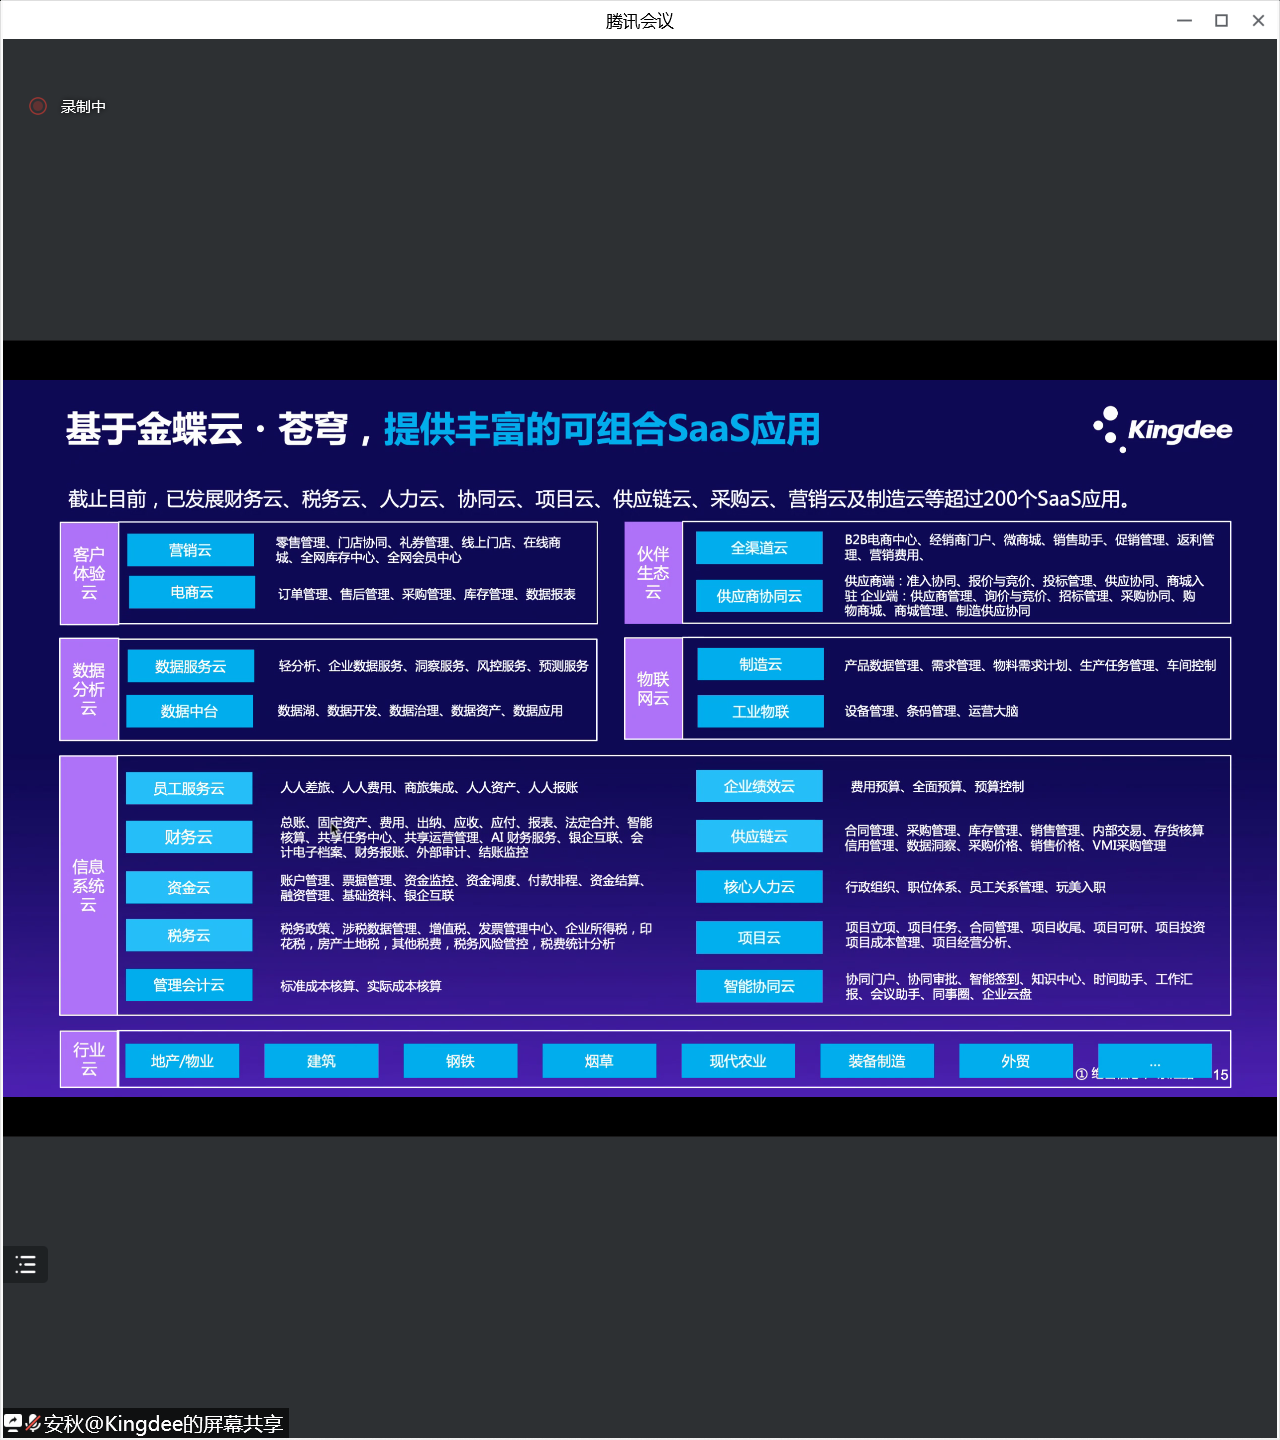 腾讯会议
录制中
基于金蝶云·苍穹，提供丰富的可组合SaaS应用
Kingdee
截止目前，已发展财务云、税务云、人力云、协同云、项目云、供应链云、采购云、营销云及制造云等超过200个SaaS应用。
客户
体验
云
营销云
零售管理、门店协同、礼券管理、线上门店、在线商
城、全网库存中心、全网会员中心
电商云
订单管理、售后管理、采购管理、库存管理、数据报表
伙伴
生态
云
全渠道云
B2B电商中心、经销商门户、微商城、销售助手、促销管理、返利管
理、营销费用、
供应商协同云
供应商端：准入协同、报价与竞价、投标管理、供应协同、商城入
驻 企业端：供应商管理、询价与竞价、招标管理、采购协同、购
物商城、商城管理、制造供应协同
数据
分析
云
数据服务云
轻分析、企业数据服务、洞察服务、风控服务、预测服务
数据中台
数据湖、数据开发、数据治理、数据资产、数据应用
物联
网云
制造云
产品数据管理、需求管理、物料需求计划、生产任务管理、车间控制
工业物联
设备管理、条码管理、运营大脑
信息
系统
云
员工服务云
人人差旅、人人费用、商旅集成、人人资产、人人报账
财务云
总账、固定资产、费用、出纳、应收、应付、报表、法定合并、智能
核算、共享任务中心、共享运营管理、AI 财务服务、银企互联、会
计电子档案、财务报账、外部审计、结账监控
资金云
账户管理、票据管理、资金监控、资金调度、付款排程、资金结算、
融资管理、基础资料、银企互联
税务云
税务政策、涉税数据管理、增值税、发票管理中心、企业所得税，印
花税，房产土地税，其他税费，税务风险管控，税费统计分析
管理会计云
标准成本核算、实际成本核算
企业绩效云
费用预算、全面预算、预算控制
供应链云
合同管理、采购管理、库存管理、销售管理、内部交易、存货核算
信用管理、数据洞察、采购价格、销售价格、VMI采购管理
核心人力云
行政组织、职位体系、员工关系管理、玩美入职
项目云
项目立项、项目任务、合同管理、项目收尾、项目可研、项目投资
项目成本管理、项目经营分析、
智能协同云
协同门户、协同审批、智能签到、知识中心、时间助手、工作汇
报、会议助手、同事圈、企业云盘
行业
云
地产/物业
建筑
钢铁
烟草
现代农业
装备制造
外贸
...
①
15
安秋@Kingdee的屏幕共享